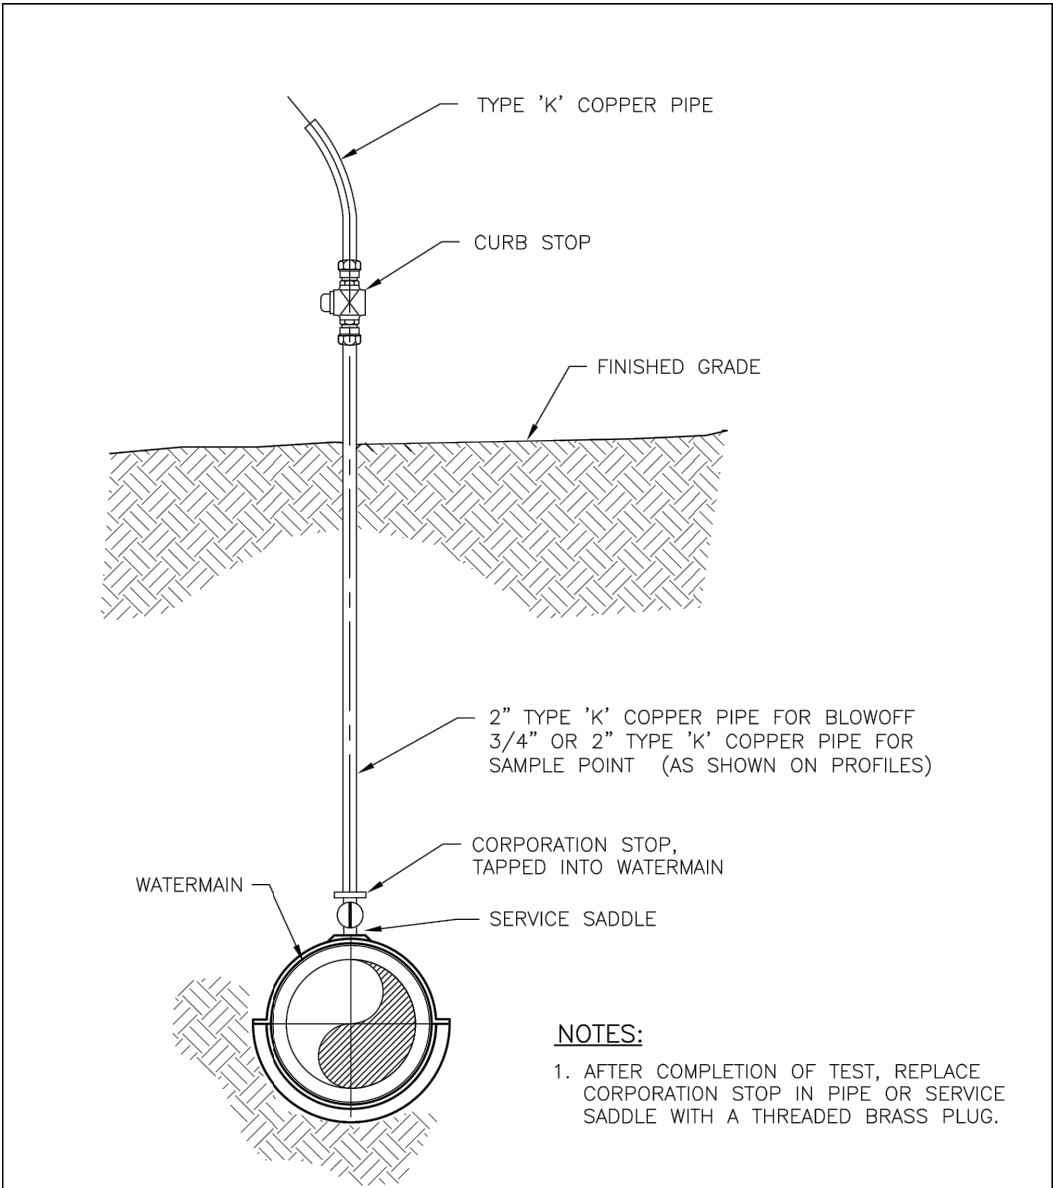 TYPE 'K' COPPER PIPE
CURB STOP
FINISHED GRADE
2” TYPE 'K' COPPER PIPE FOR BLOWOFF
3/4” OR 2” TYPE 'K' COPPER PIPE FOR
SAMPLE POINT (AS SHOWN ON PROFILES)
CORPORATION STOP,
TAPPED INTO WATERMAIN
WATERMAIN
SERVICE SADDLE
NOTES:
1. AFTER COMPLETION OF TEST, REPLACE
CORPORATION STOP IN PIPE OR SERVICE
SADDLE WITH A THREADED BRASS PLUG.